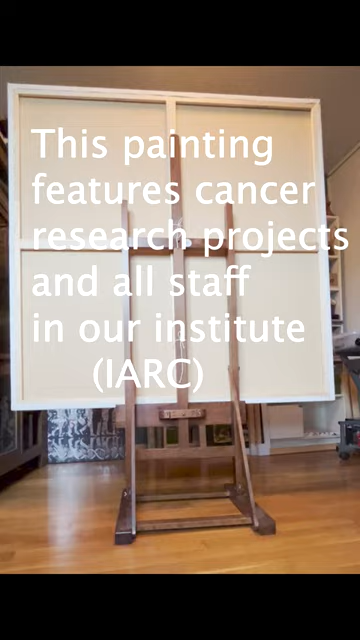 This painting
features cancer
research projects
and all staff
in our institute
(IARC)